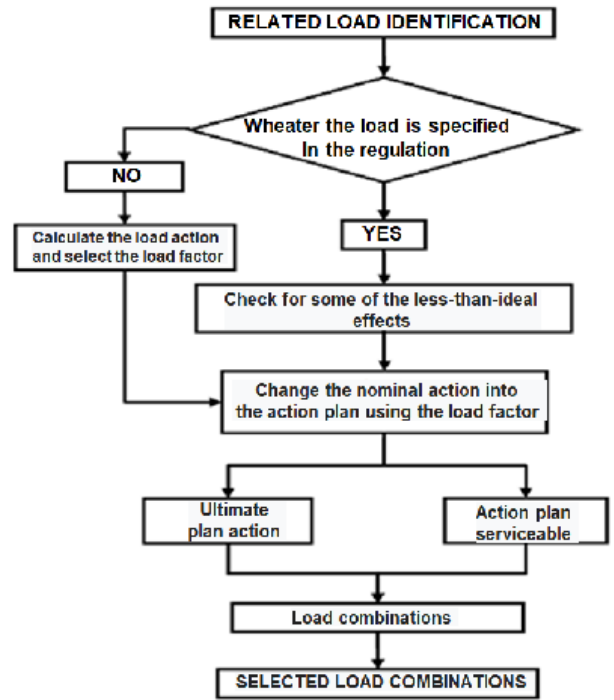 RELATED LOAD IDENTIFICATION
Wheater the load is specified
In the regulation
NO
YES
Calculate the load action
and select the load factor
Check for some of the less-than-ideal
effects
Change the nominal action into
the action plan using the load factor
Ultimate
plan action
Action plan
serviceable
Load combinations
SELECTED LOAD COMBINATIONS